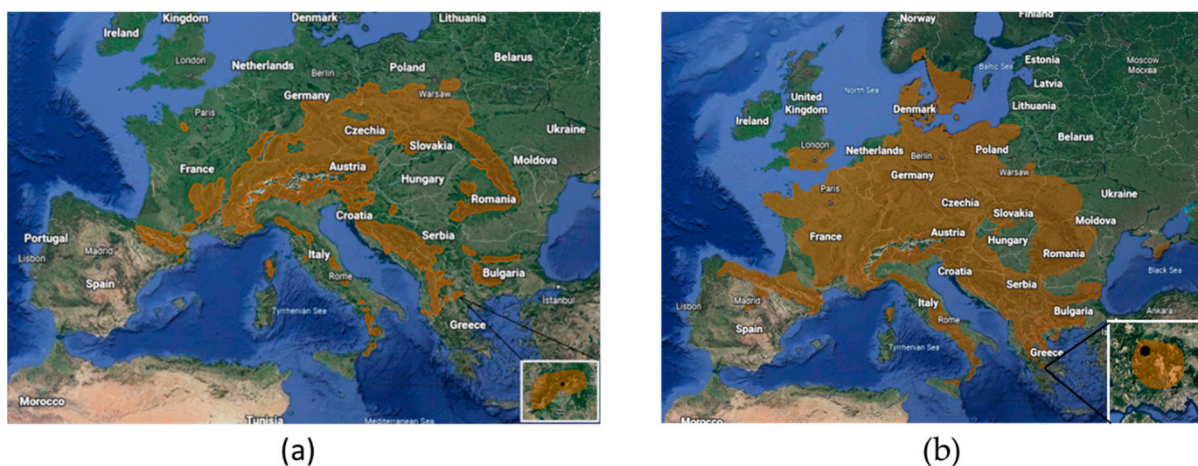 Kingdom
Denmark
Lithuania
Ireland
London
Netherlands
Berlin
Poland
Belarus
Warsaw
Germany
Paris
Czechia
Ukraine
Slovakia
France
Austria
Moldova
Hungary
Romania
Croatia
Portugal
Serbia
Italy
Madrid
Lisbon
Rome
Bulgaria
Spain
İstanbul
Tyrrhenian Sea
Greece
Morocco
Tunisia
Mediterranean Sea
(a)
Norway
Finland
Estonia
Baltic Sea
Moscow
Москва
Latvia
North Sea
United
Kingdom
Denmark
Lithuania
Ireland
Belarus
London
Netherlands
Berlin
Poland
Warsaw
Germany
Paris
Ukraine
Czechia
Slovakia
Moldova
Austria
France
Hungary
Romania
Croatia
Serbia
Black Sea
Italy
Bulgaria
Lisbon
Madrid
Rome
Ankara
Spain
Tyrrhenian Sea
Greece
Morocco
Mediterranean Sea
(b)